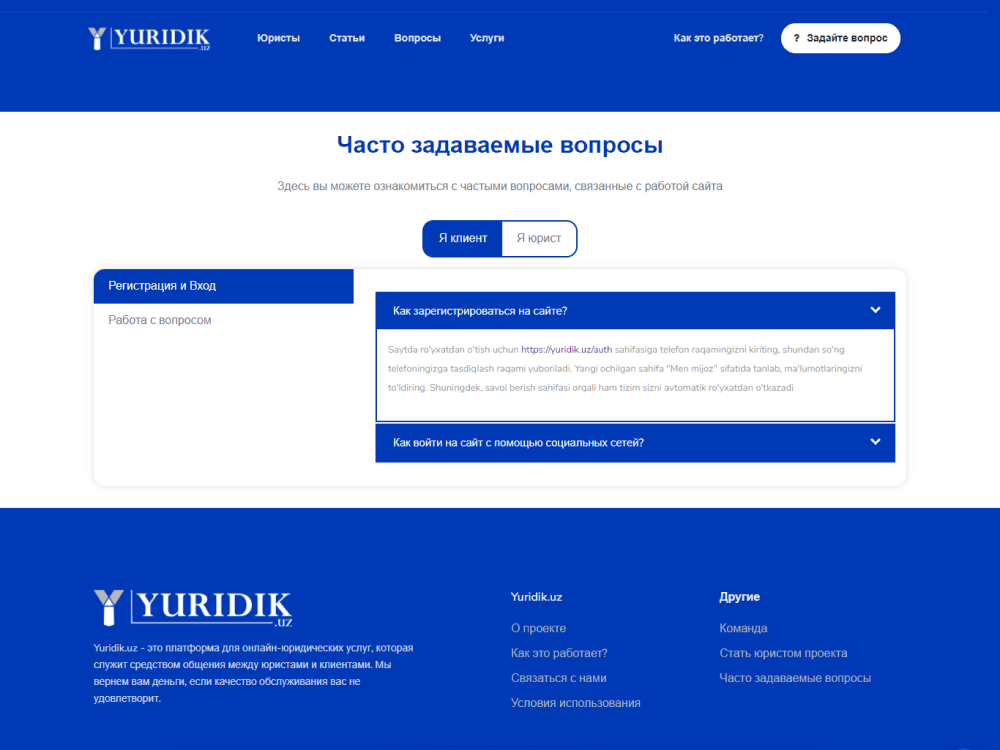 YURIDIK
.UZ
Юристы
Статьи
Вопросы
Услуги
Как это работает?
? Задайте вопрос
Часто задаваемые вопросы
Здесь вы можете ознакомиться с частыми вопросами, связанные с работой сайта
Я клиент
Я юрист
Регистрация и Вход
Работа с вопросом
Как зарегистрироваться на сайте?
Saytda ro'yxatdan o'tish uchun https://yuridik.uz/auth sahifasiga telefon raqamingizni kiriting, shundan so'ng
telefoningizga tasdiqlash raqami yuboriladi. Yangi ochilgan sahifa "Men mijoz" sifatida tanlab, ma'lumotlaringizni
to'ldiring. Shuningdek, savol berish sahifasi orqali ham tizim sizni avtomatik ro'yxatdan o'tkazadi
Как войти на сайт с помощью социальных сетей?
YURIDIK
.UZ
Yuridik.uz - это платформа для онлайн-юридических услуг, которая
служит средством общения между юристами и клиентами. Мы
вернем вам деньги, если качество обслуживания вас не
удовлетворит.
Yuridik.uz
О проекте
Как это работает?
Связаться с нами
Условия использования
Другие
Команда
Стать юристом проекта
Часто задаваемые вопросы